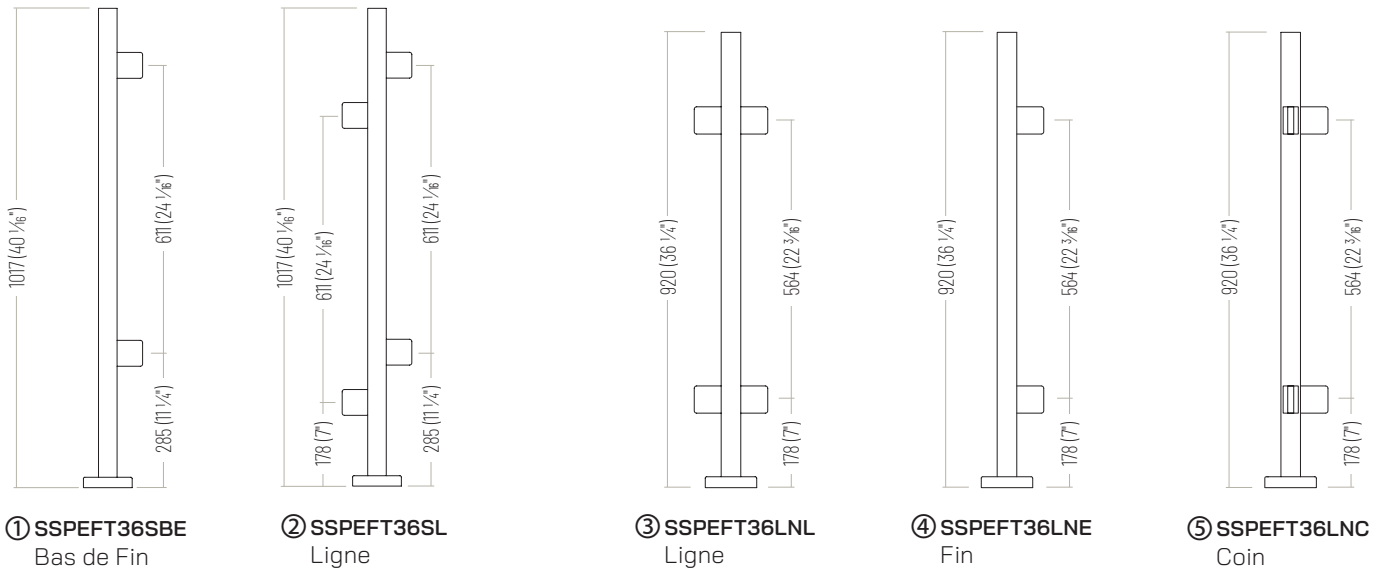 1017 (40 1/16")
611 (24 1/16")
285 (11 1/4")
① SSPEFT36SBE
Bas de Fin
1017 (40 1/16")
611 (24 1/16")
178 (7")
611 (24 1/16")
285 (11 1/4")
② SSPEFT36SL
Ligne
920 (36 1/4")
564 (22 3/16")
178 (7")
③ SSPEFT36LNL
Ligne
920 (36 1/4")
564 (22 3/16")
178 (7")
④ SSPEFT36LNE
Fin
920 (36 1/4")
564 (22 3/16")
178 (7")
⑤ SSPEFT36LNC
Coin